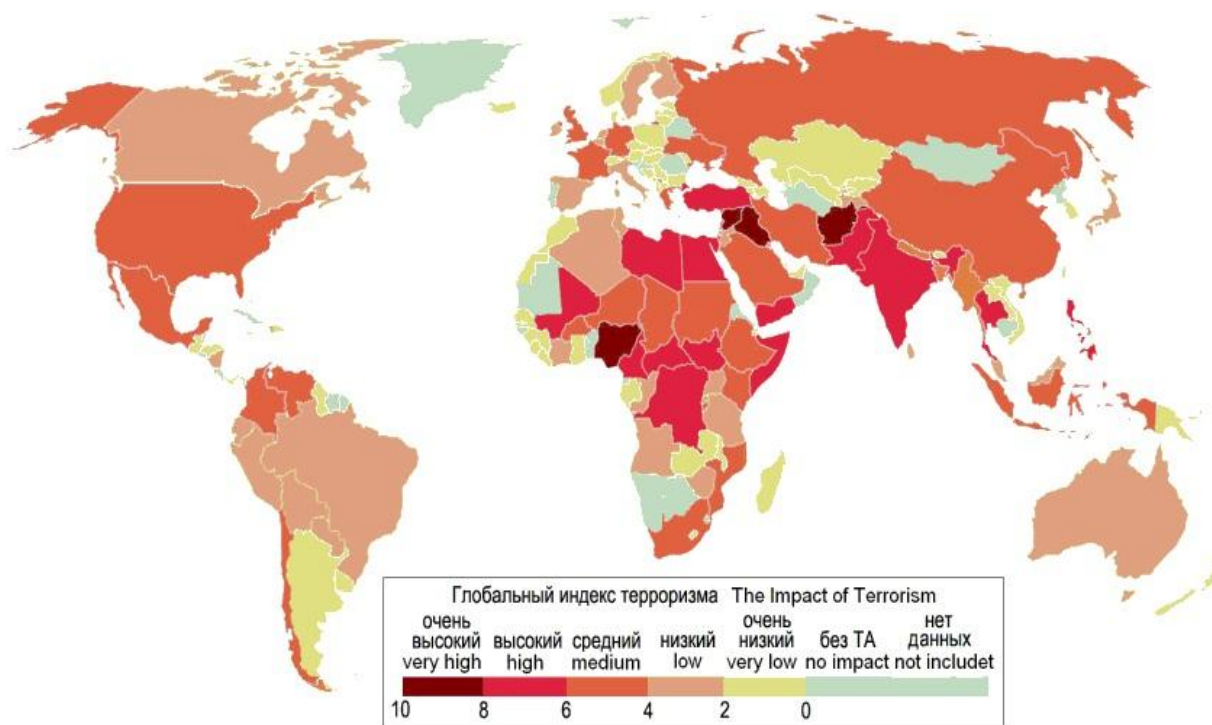 Глобальный индекс терроризма The Impact of Terrorism
очень высокий very high
высокий high
средний medium
низкий low
очень низкий very low
без ТА no impact
нет данных not includet
10 8 6 4 2 0